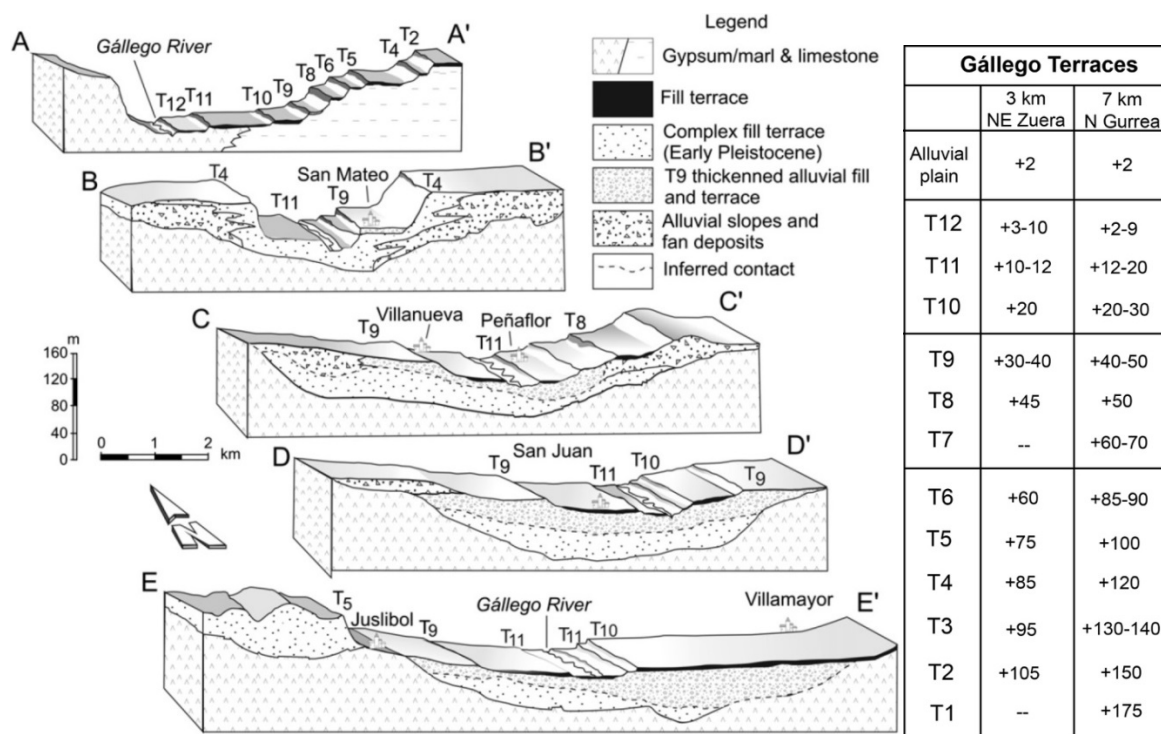 A
Gállego River
T12 T11 T10 T9 T8 T6 T5 T4 T2
A'
B
T4
T11
T9
San Mateo
T4
B'
C
T9
Villanueva
T11
Peñaflor
T8
C'
m
160
120
80
40
0
0 1 2
km
D
T9
San Juan
T11
T10
T9
D'
N
E
T5
Juslibol
T9
T11
Gállego River
T11
T10
Villamayor
E'
Legend
Gypsum/marl & limestone
Fill terrace
Complex fill terrace
(Early Pleistocene)
T9 thickenned alluvial fill
and terrace
Alluvial slopes and
fan deposits
Inferred contact
Gállego Terraces
3 km
NE Zuera
7 km
N Gurrea
Alluvial
plain
+2 +2
T12 +3-10 +2-9
T11 +10-12 +12-20
T10 +20 +20-30
T9 +30-40 +40-50
T8 +45 +50
T7 -- +60-70
T6 +60 +85-90
T5 +75 +100
T4 +85 +120
T3 +95 +130-140
T2 +105 +150
T1 -- +175